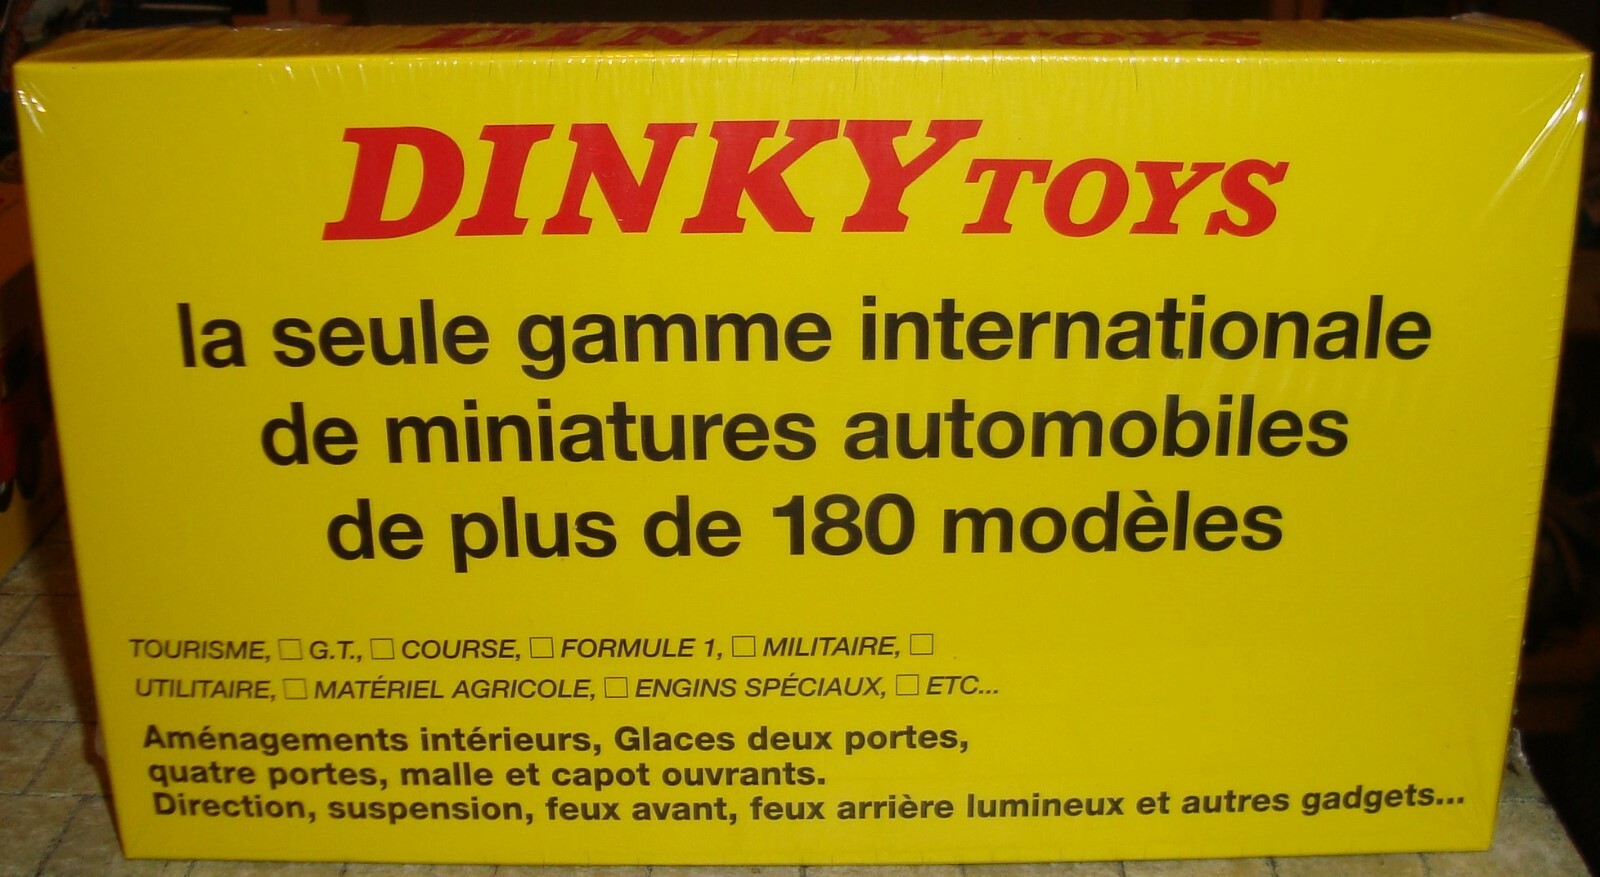 DINKY TOYS
DINKY TOYS
la seule gamme internationale
de miniatures automobiles
de plus de 180 modèles
TOURISME, □ G.T., □ COURSE, □ FORMULE 1, □ MILITAIRE, □
UTILITAIRE, □ MATÉRIEL AGRICOLE, □ ENGINS SPÉCIAUX, □ ETC...
Aménagements intérieurs, Glaces deux portes,
quatre portes, malle et capot ouvrants.
Direction, suspension, feux avant, feux arrière lumineux et autres gadgets...